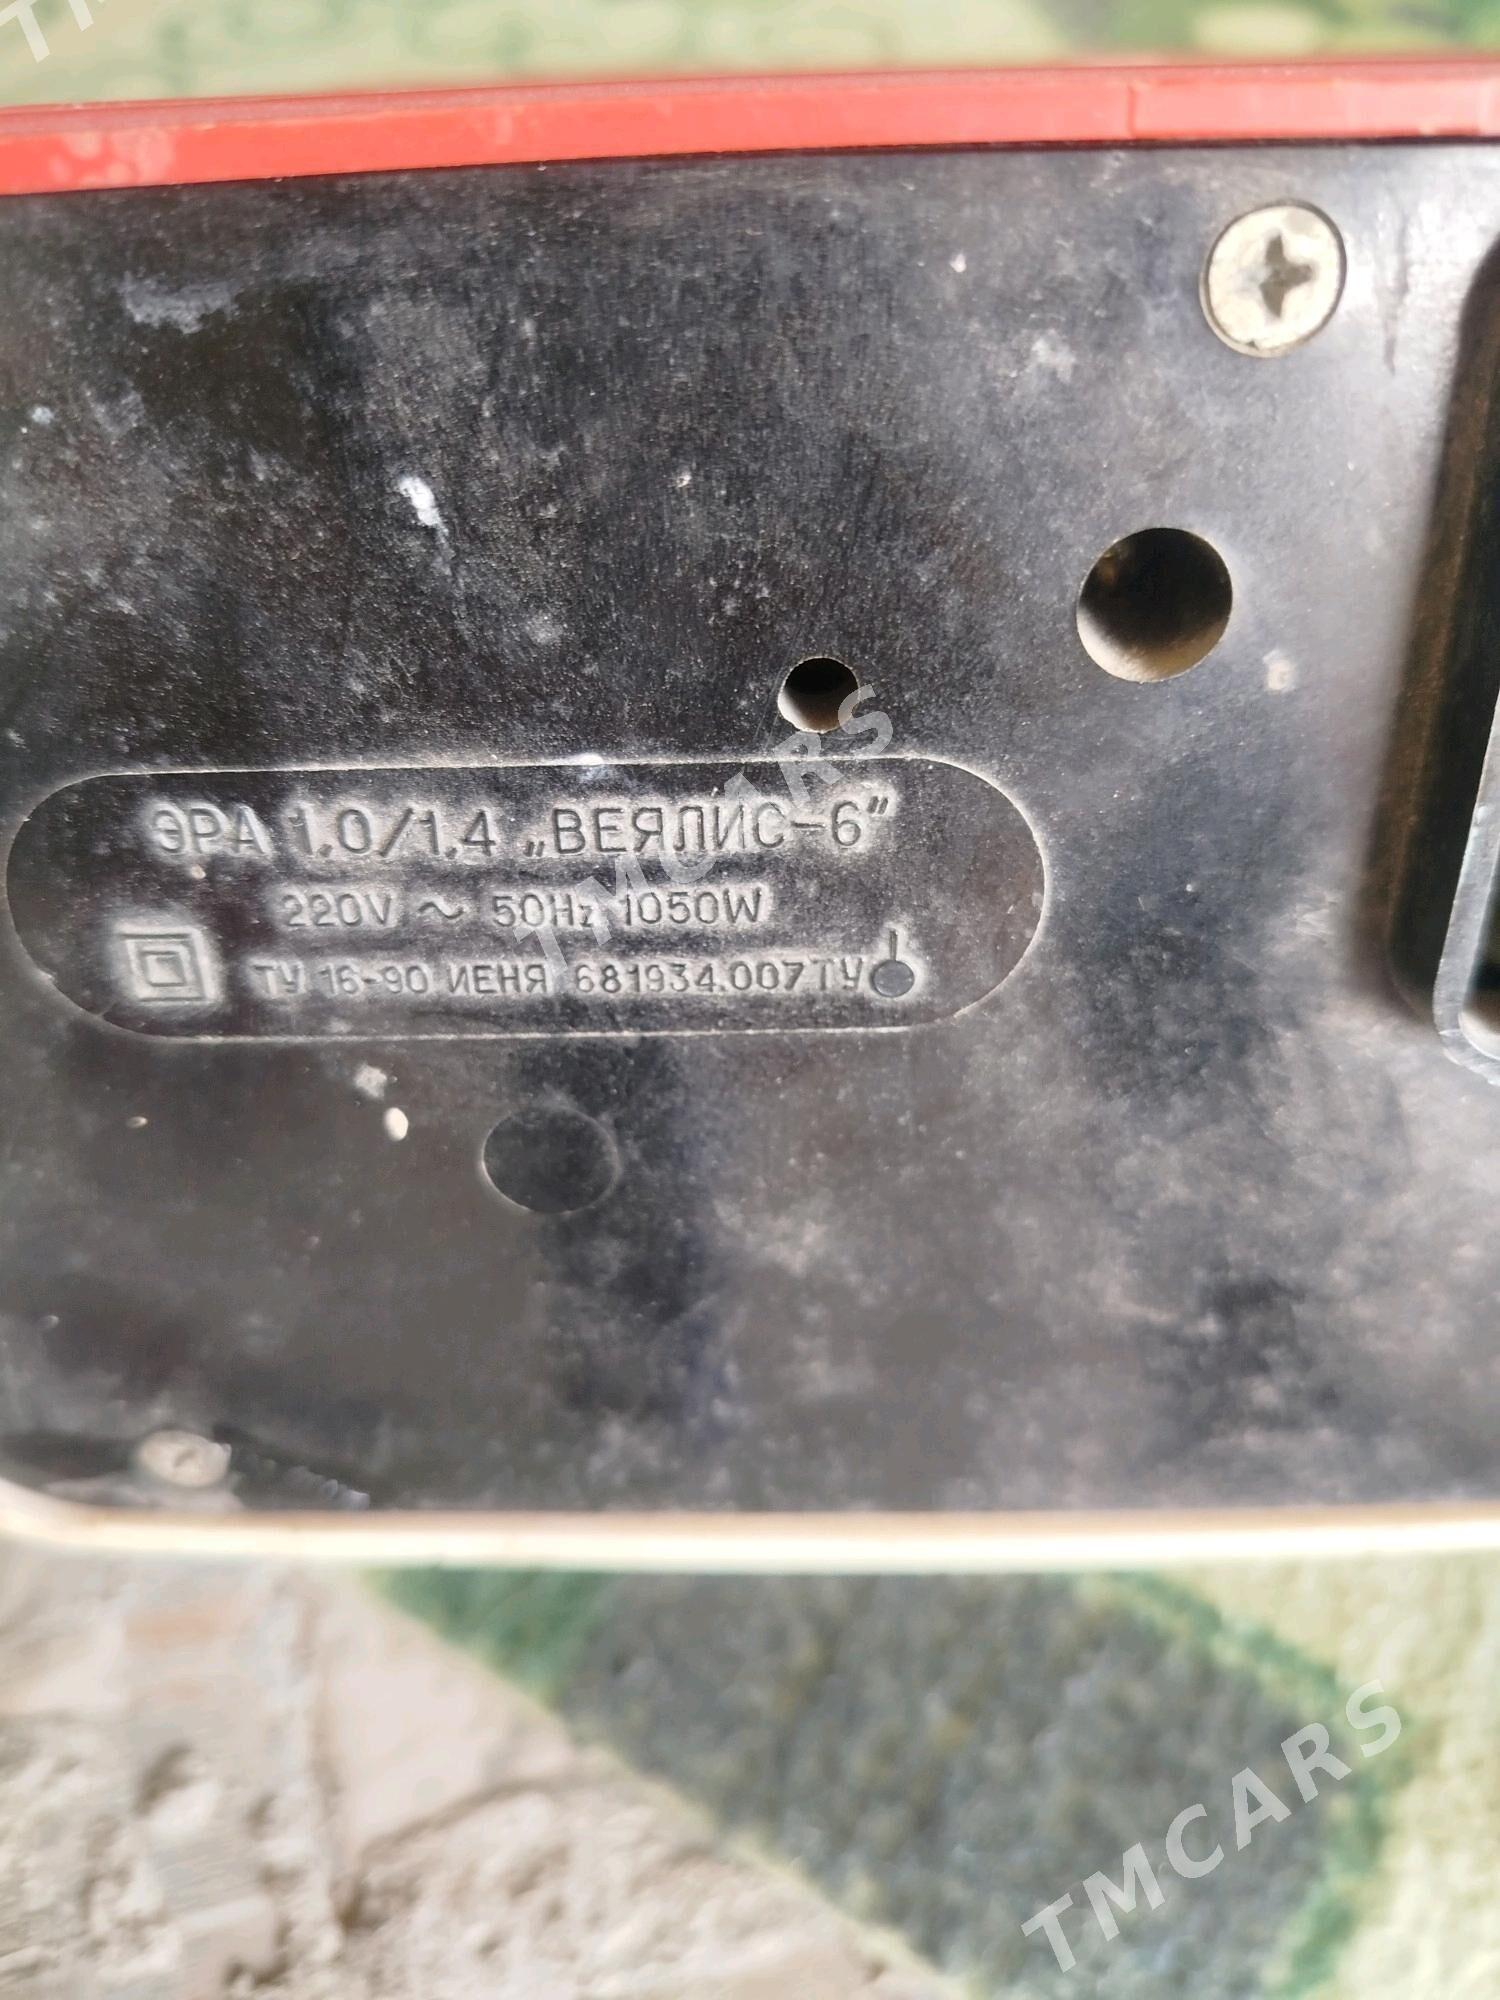 ЭРА 1.0/1.4 „ВЕЯЛИС-6”
220V ~ 50Hz 1050W
ТУ 16-90 ИЕНЯ 681934.007ТУ
TMCARS
TMCARS